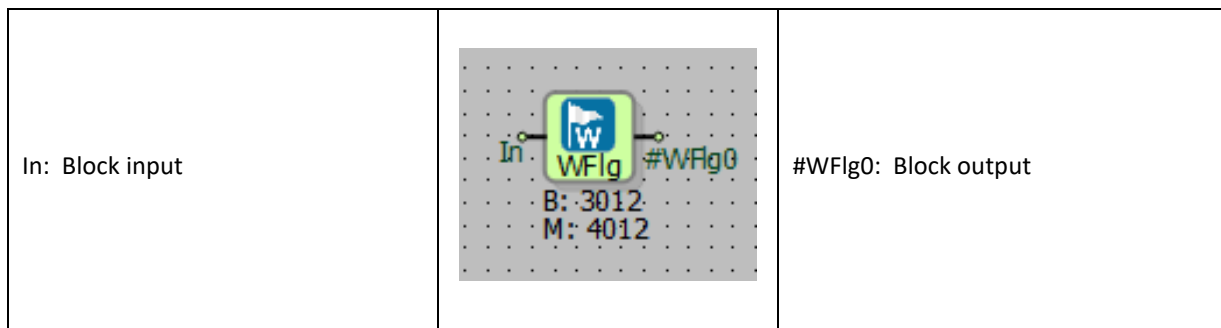 In: Block input
W
In
WFlg
#WFlg0
B: 3012
M: 4012
#WFlg0: Block output